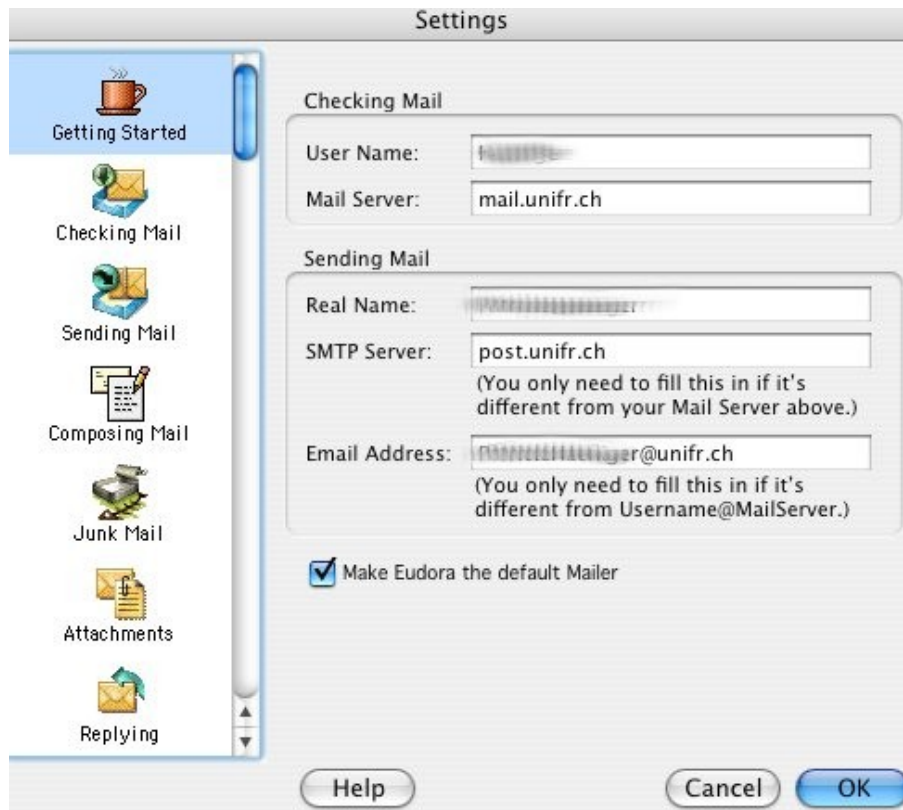 Settings
Getting Started
Checking Mail
Sending Mail
Composing Mail
Junk Mail
Attachments
Replying
Checking Mail
User Name:
Mail Server: mail.unifr.ch
Sending Mail
Real Name:
SMTP Server: post.unifr.ch
(You only need to fill this in if it's
different from your Mail Server above.)
Email Address: @unifr.ch
(You only need to fill this in if it's
different from Username@MailServer.)
Make Eudora the default Mailer
Help Cancel OK